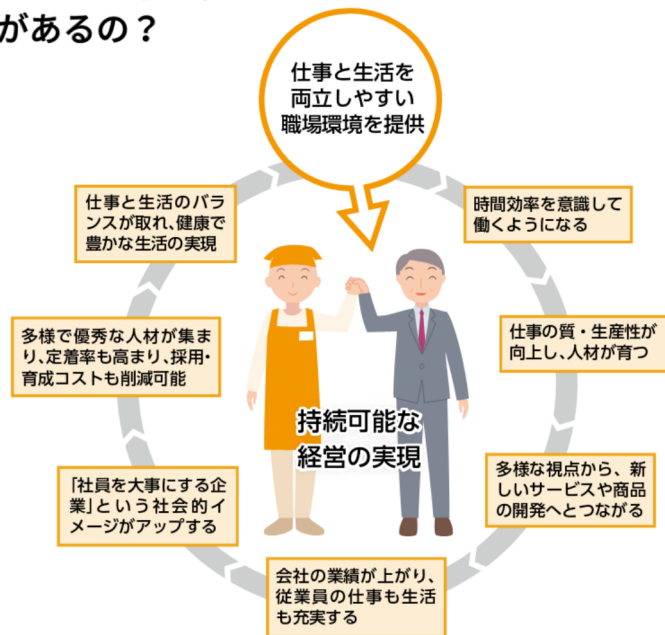 があるの？
仕事と生活を
両立しやすい
職場環境を提供
時間効率を意識して
働くようになる
仕事の質・生産性が
向上し、人材が育つ
多様な視点から、新
しいサービスや商品
の開発へとつながる
会社の業績が上がり、
従業員の仕事も生活
も充実する
「社員を大事にする企
業」という社会的イ
メージがアップする
多様で優秀な人材が集ま
り、定着率も高まり、採用・
育成コストも削減可能
仕事と生活のバラ
ンスが取れ、健康で
豊かな生活の実現
持続可能な
経営の実現